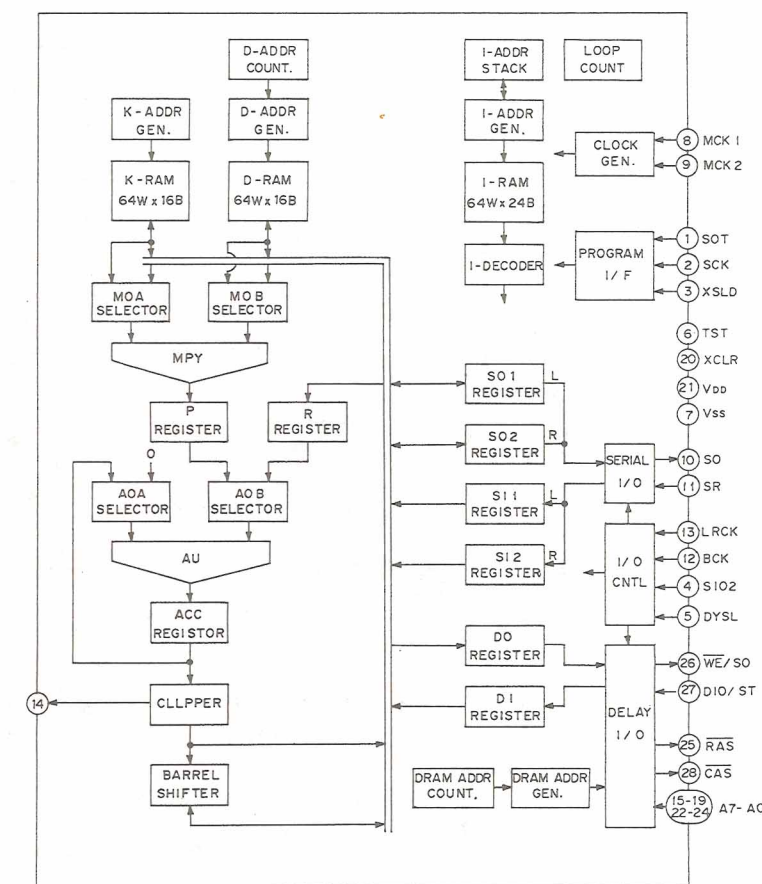 D-ADDR
COUNT.
I-ADDR
STACK
LOOP
COUNT
K-ADDR
GEN.
D-ADDR
GEN.
I-ADDR
GEN.
CLOCK
GEN.
8 MCK 1
9 MCK 2
K-RAM
64W x 16B
D-RAM
64W x 16B
I-RAM
64W x 24B
I-DECODER
PROGRAM
I/F
1 SOT
2 SCK
3 XSLD
MOA
SELECTOR
MOB
SELECTOR
6 TST
20 XCLR
21 VDD
7 VSS
MPY
P
REGISTER
R
REGISTER
SO1
REGISTER
L
SO2
REGISTER
R
SERIAL
I/O
10 SO
11 SR
O
AOA
SELECTOR
AOB
SELECTOR
SI1
REGISTER
L
SI2
REGISTER
R
I/O
CNTL
13 LRCK
12 BCK
4 SIO2
5 DYSL
AU
ACC
REGISTOR
DO
REGISTER
DI
REGISTER
DELAY
I/O
26 WE/SO
27 DIO/ST
25 RAS
28 CAS
15-19
22-24 A7-A0
14
CLLPPER
BARREL
SHIFTER
DRAM ADDR
COUNT.
DRAM ADDR
GEN.